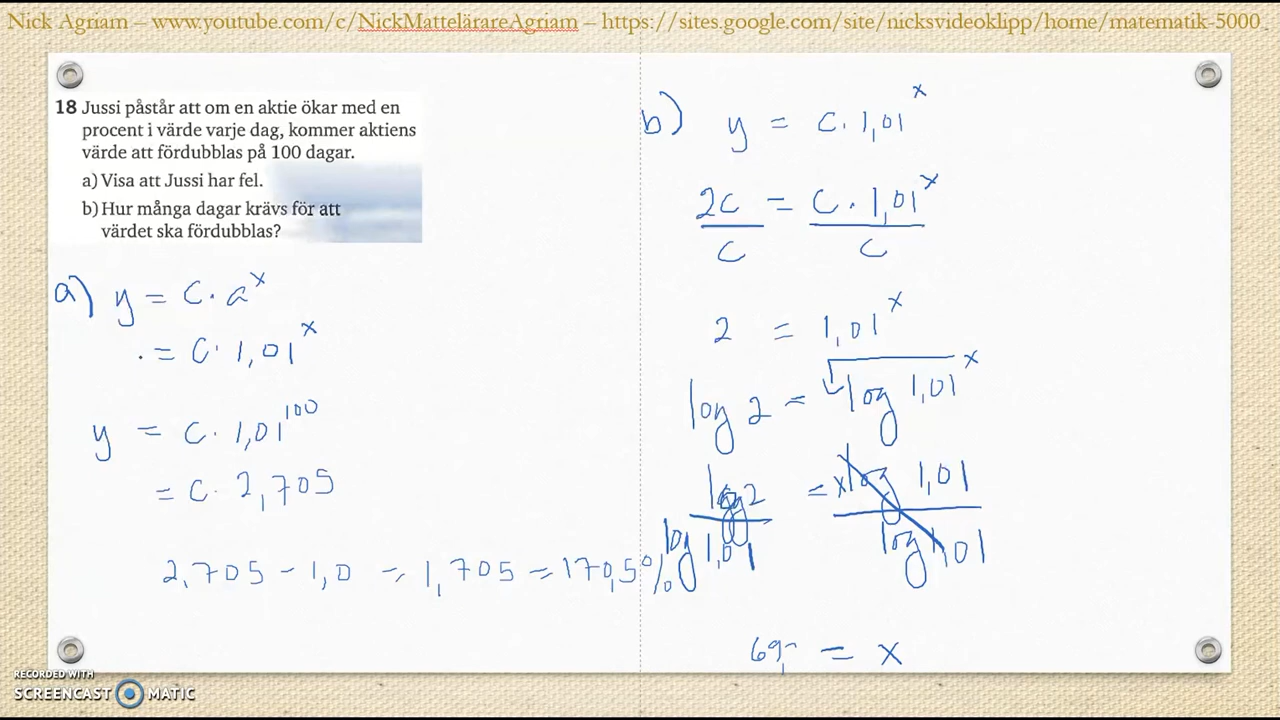 Nick Agriam – www.youtube.com/c/NickMattelärareAgriam – https://sites.google.com/site/nicksvideoklipp/home/matematik-5000
18 Jussi påstår att om en aktie ökar med en
procent i värde varje dag, kommer aktiens
värde att fördubblas på 100 dagar.
a) Visa att Jussi har fel.
b) Hur många dagar krävs för att
värdet ska fördubblas?
a) y = C · a^x
= C · 1,01^x
y = C · 1,01^100
= C · 2,705
2,705 - 1,0 = 1,705 = 170,5%
b) y = C · 1,01^x
2C = C · 1,01^x
C C
2 = 1,01^x
log 2 = log 1,01^x
log 2 = x log 1,01
log 1,01 log 1,01
69, = x
RECORDED WITH
SCREENCAST MATIC